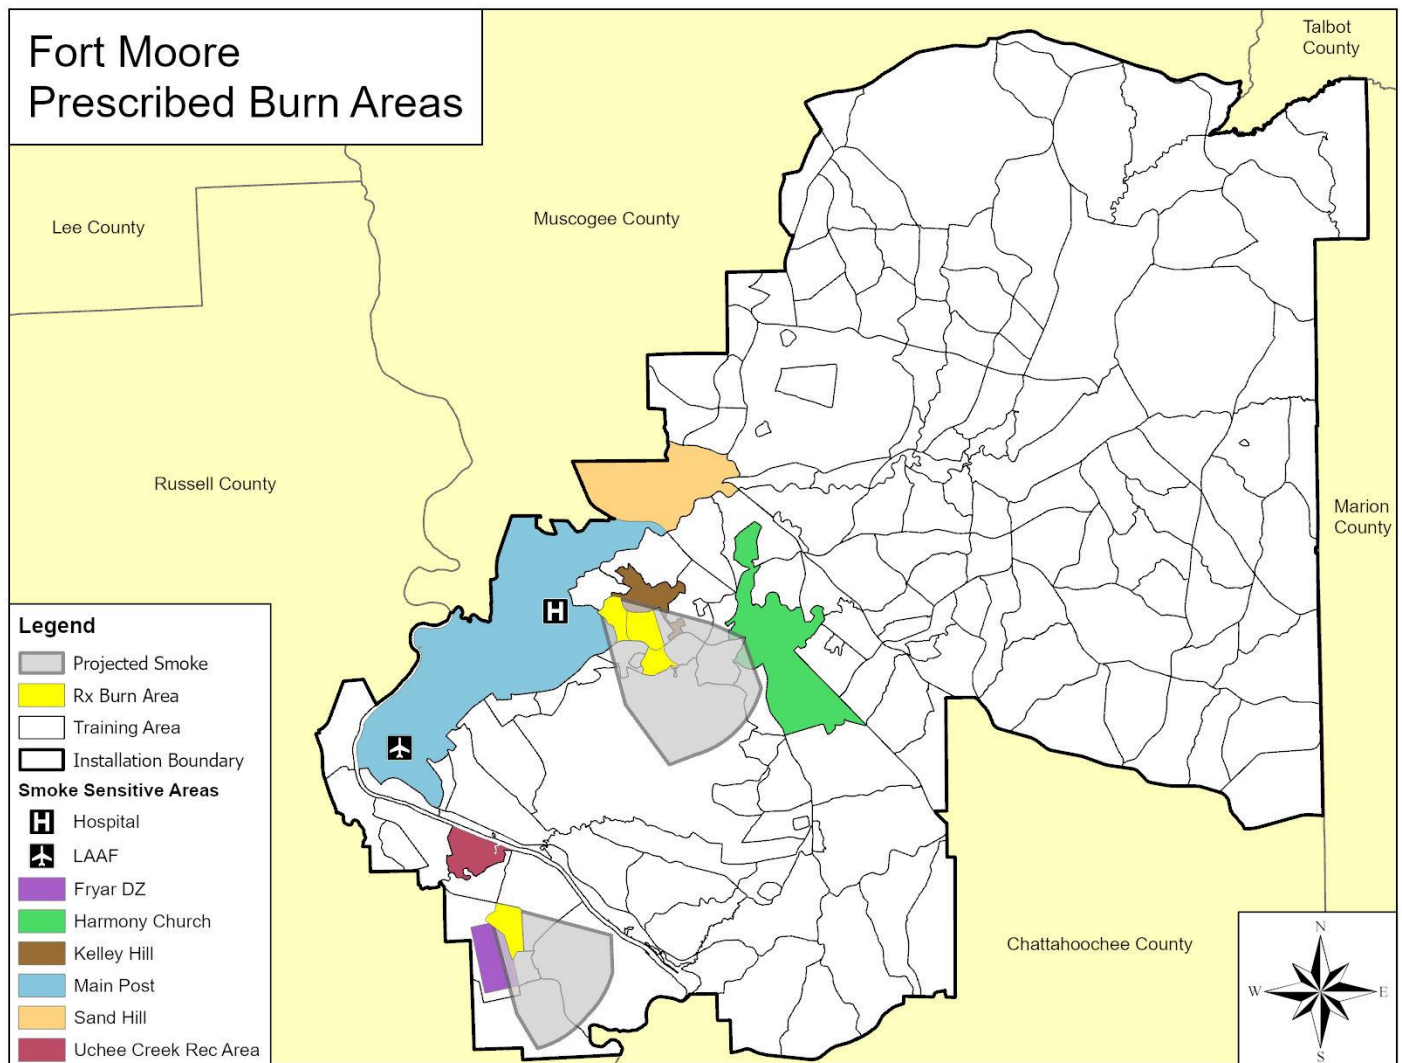 Fort Moore
Prescribed Burn Areas
Talbot
County
Lee County
Muscogee County
Russell County
Marion
County
Chattahoochee County
Legend
Projected Smoke
Rx Burn Area
Training Area
Installation Boundary
Smoke Sensitive Areas
H Hospital
LAAF
Fryar DZ
Harmony Church
Kelley Hill
Main Post
Sand Hill
Uchee Creek Rec Area
H
N
W E
S